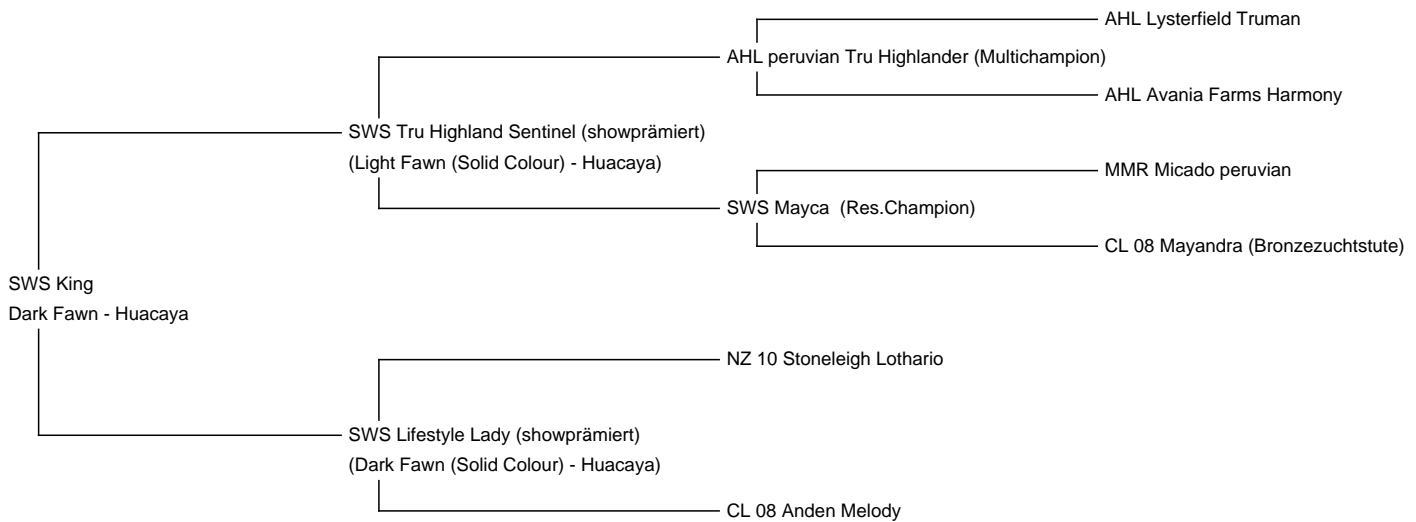 AHL Lysterfield Truman
AHL peruvian Tru Highlander (Multichampion)
AHL Avania Farms Harmony
SWS Tru Highland Sentinel (showprämiert)
(Light Fawn (Solid Colour) - Huacaya)
MMR Micado peruvian
SWS Mayca  (Res.Champion)
CL 08 Mayandra (Bronzezuchtstute)
SWS King
Dark Fawn - Huacaya
NZ 10 Stoneleigh Lothario
SWS Lifestyle Lady (showprämiert)
(Dark Fawn (Solid Colour) - Huacaya)
CL 08 Anden Melody